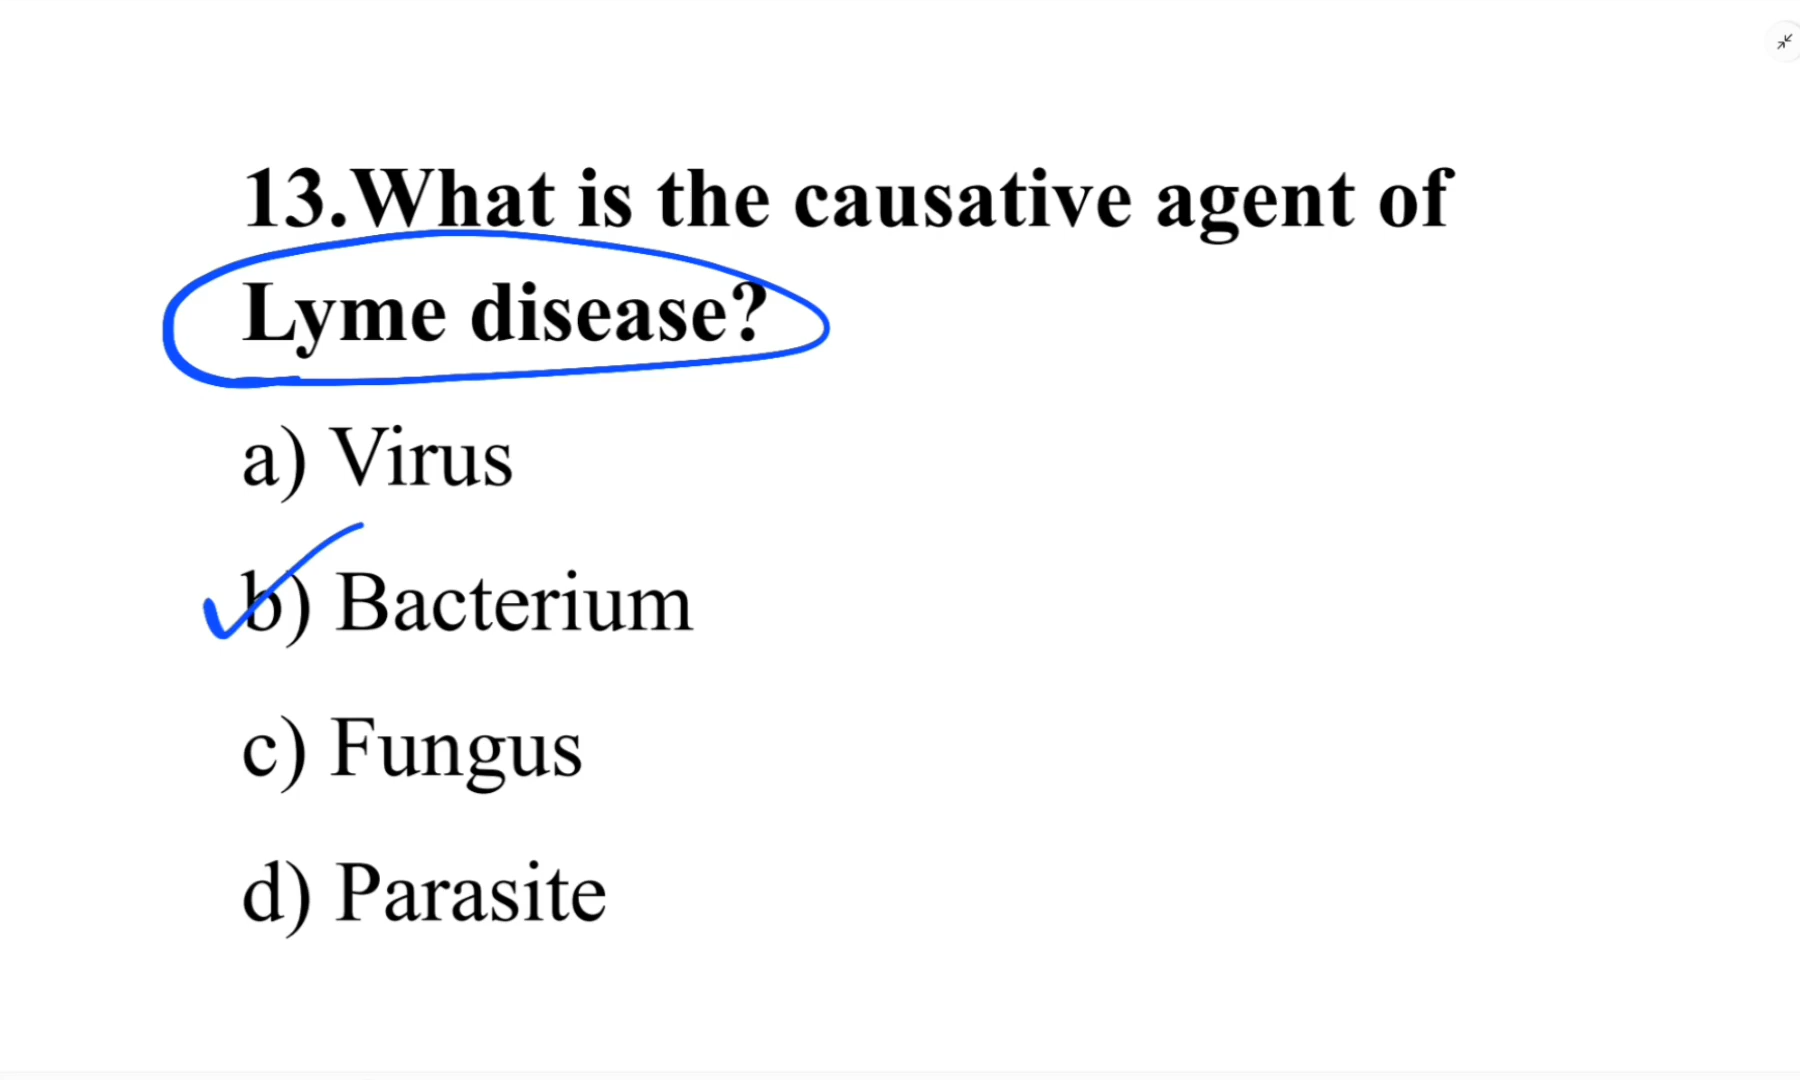 13.What is the causative agent of
Lyme disease?
a) Virus
b) Bacterium
c) Fungus
d) Parasite